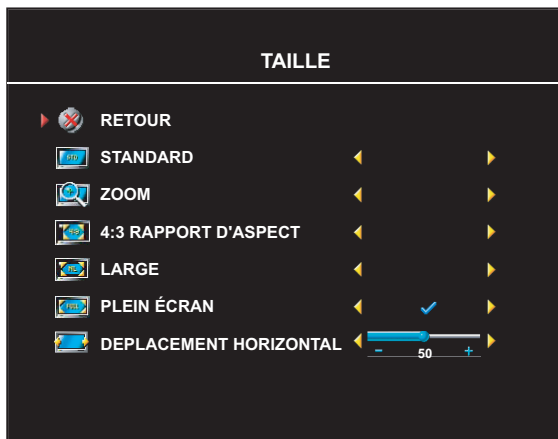 TAILLE
RETOUR
STANDARD
ZOOM
4:3 RAPPORT D'ASPECT
LARGE
PLEIN ÉCRAN
DEPLACEMENT HORIZONTAL
- 50 +